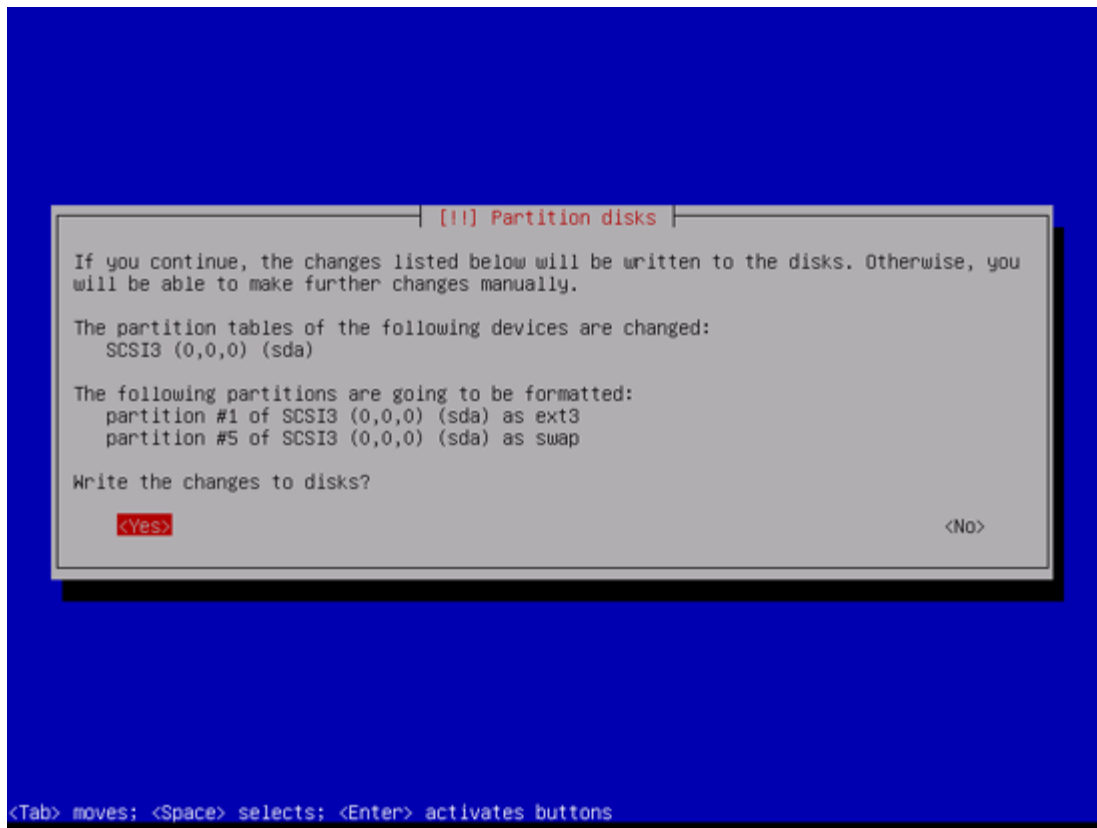 [!!] Partition disks
If you continue, the changes listed below will be written to the disks. Otherwise, you
will be able to make further changes manually.
The partition tables of the following devices are changed:
SCSI3 (0,0,0) (sda)
The following partitions are going to be formatted:
partition #1 of SCSI3 (0,0,0) (sda) as ext3
partition #5 of SCSI3 (0,0,0) (sda) as swap
Write the changes to disks?
<Yes> <No>
<Tab> moves; <Space> selects; <Enter> activates buttons